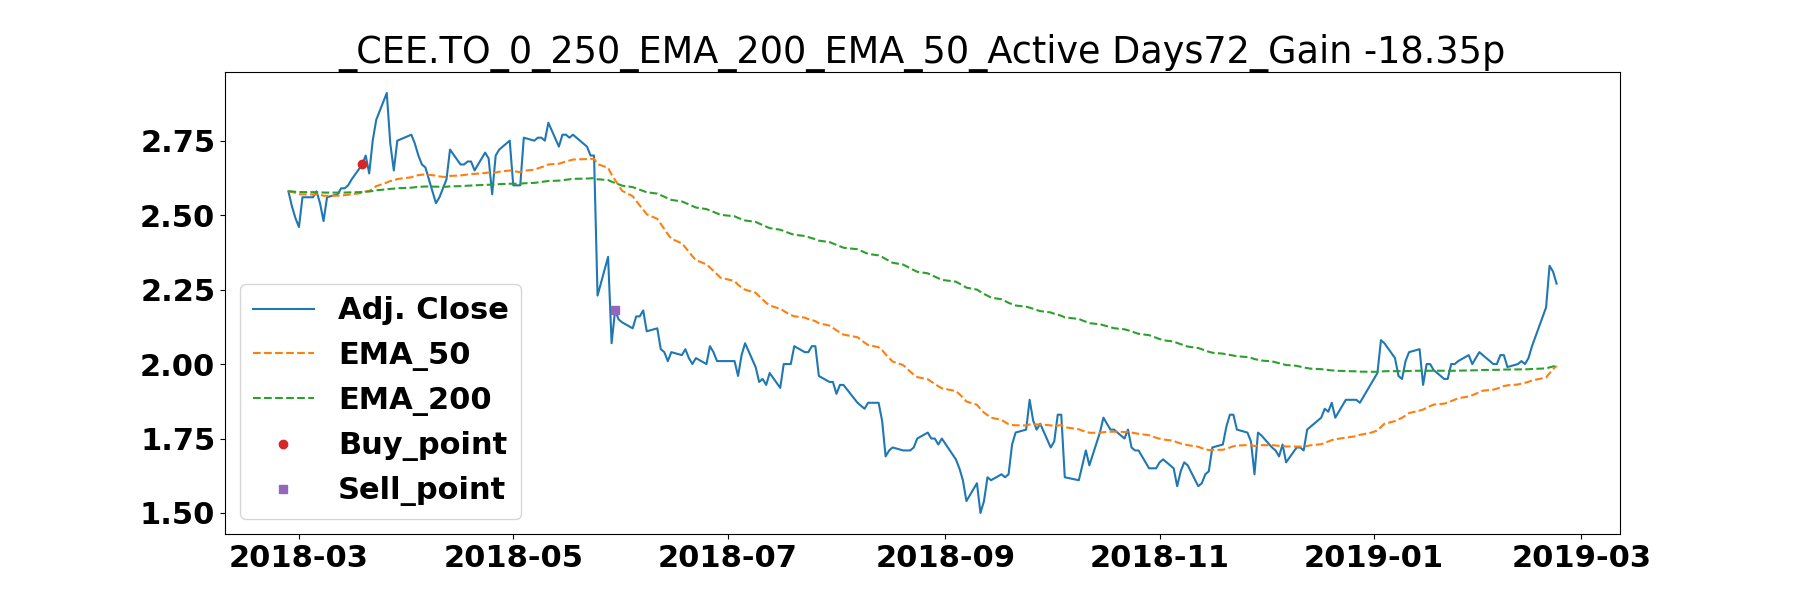 _CEE.TO_0_250_EMA_200_EMA_50_Active Days72_Gain -18.35p
2.75
2.50
2.25
2.00
1.75
1.50
Adj. Close
EMA_50
EMA_200
Buy_point
Sell_point
2018-03 2018-05 2018-07 2018-09 2018-11 2019-01 2019-03